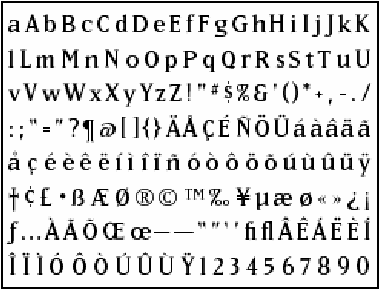 aAbBcCdDeEfFgGhHiIjJkK
lLmMnNoOpPqQrRsStTuU
vVwWxXyYzZ!"#$%&'()*+,-./
:;"="?¶@[]{}ÄÅÇÉÑÖÜáàâäã
åçéèêëíìîïñóòôöõúùûüÿ
†¢£•ßÆØ®©™‰¥µæø«»¿¡
ƒ…ÀÃÕŒœ–—“”‘’fiflÂÊÁËÈÍ
ÎÏÌÓÔÒÚÛÙŸ1234567890